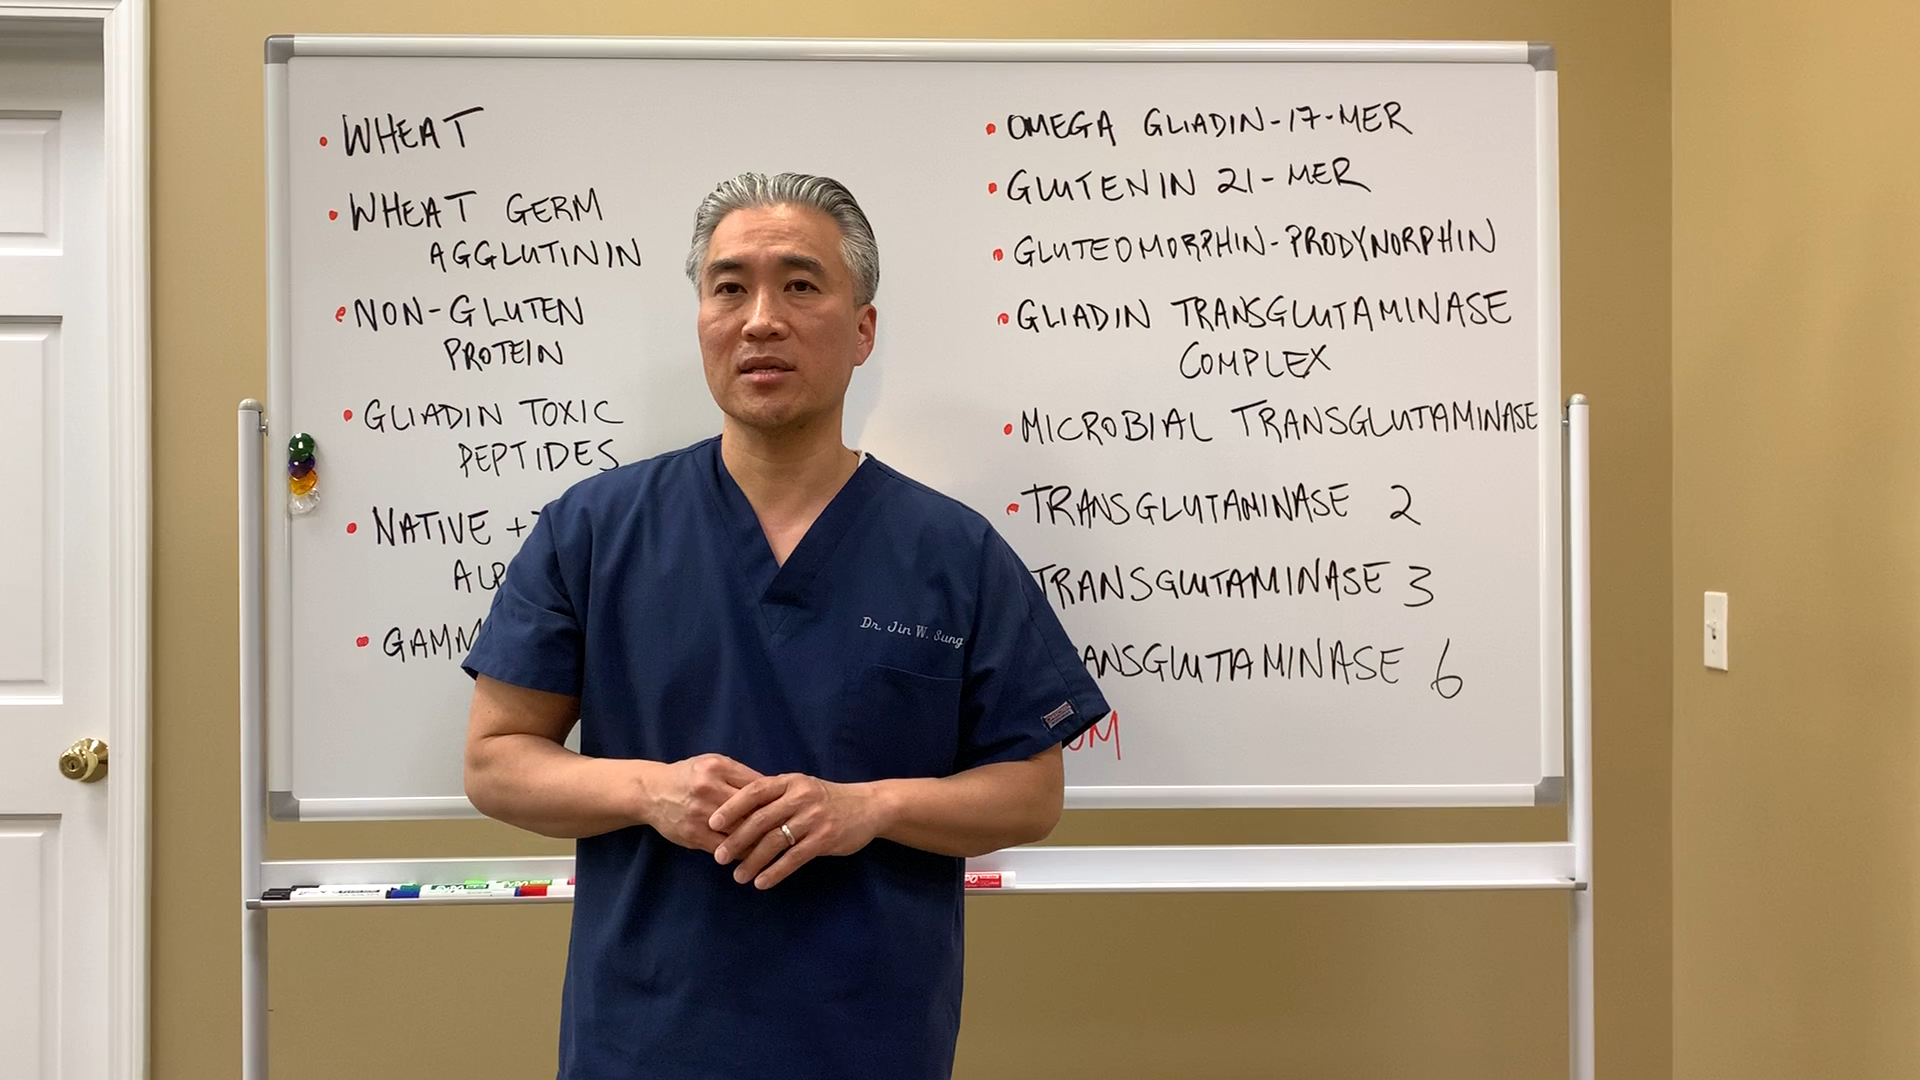 WHEAT
WHEAT GERM
AGGLUTININ
NON-GLUTEN
PROTEIN
GLIADIN TOXIC
PEPTIDES
NATIVE +
OMEGA GLIADIN-17-MER
GLUTENIN 21-MER
GLUTEOMORPHIN-PRODYNORPHIN
GLIADIN TRANSGLUTAMINASE
COMPLEX
MICROBIAL TRANSGLUTAMINASE
TRANSGLUTAMINASE 2
TRANSGLUTAMINASE 3
ANSGLUTAMINASE 6
Dr. Jin W. Sung